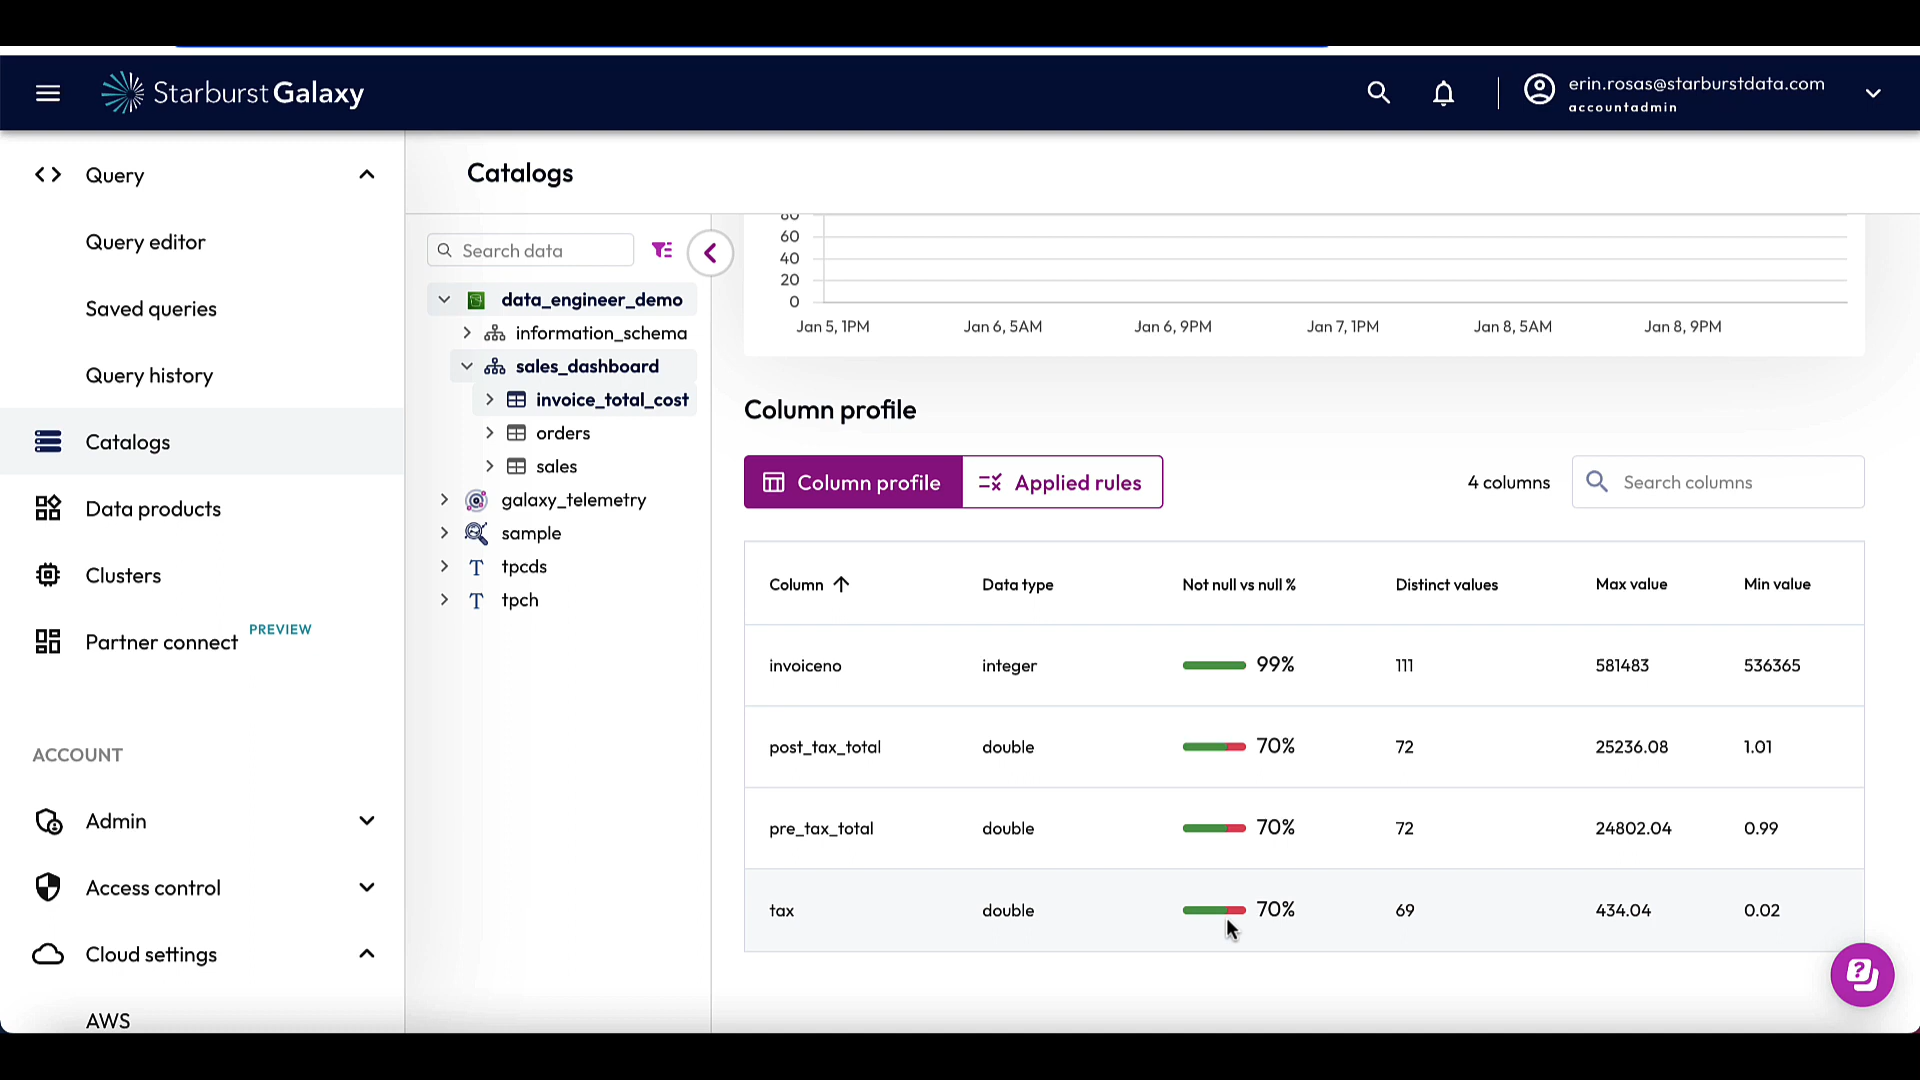 Starburst Galaxy
erin.rosas@starburstdata.com
accountadmin
Query
Query editor
Saved queries
Query history
Catalogs
Data products
Clusters
Partner connect PREVIEW
ACCOUNT
Admin
Access control
Cloud settings
AWS
Catalogs
Search data
data_engineer_demo
information_schema
sales_dashboard
invoice_total_cost
orders
sales
galaxy_telemetry
sample
tpcds
tpch
80
60
40
20
0
Jan 5, 1PM Jan 6, 5AM Jan 6, 9PM Jan 7, 1PM Jan 8, 5AM Jan 8, 9PM
Column profile
Column profile Applied rules 4 columns Search columns
Column Data type Not null vs null % Distinct values Max value Min value
invoiceno integer 99% 111 581483 536365
post_tax_total double 70% 72 25236.08 1.01
pre_tax_total double 70% 72 24802.04 0.99
tax double 70% 69 434.04 0.02